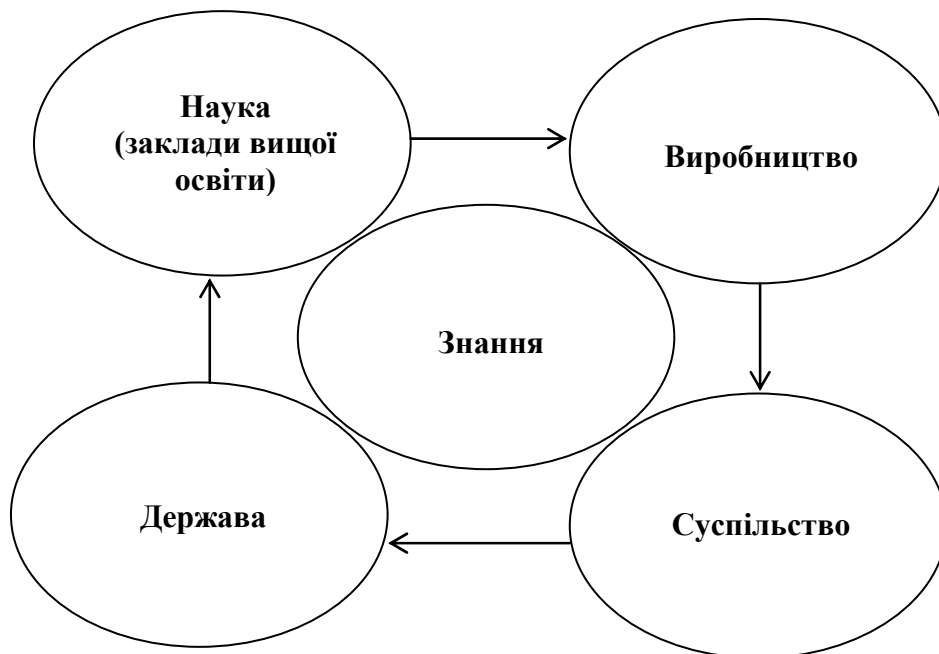 Наука
(заклади вищої
освіти)
Виробництво
Знання
Держава
Суспільство